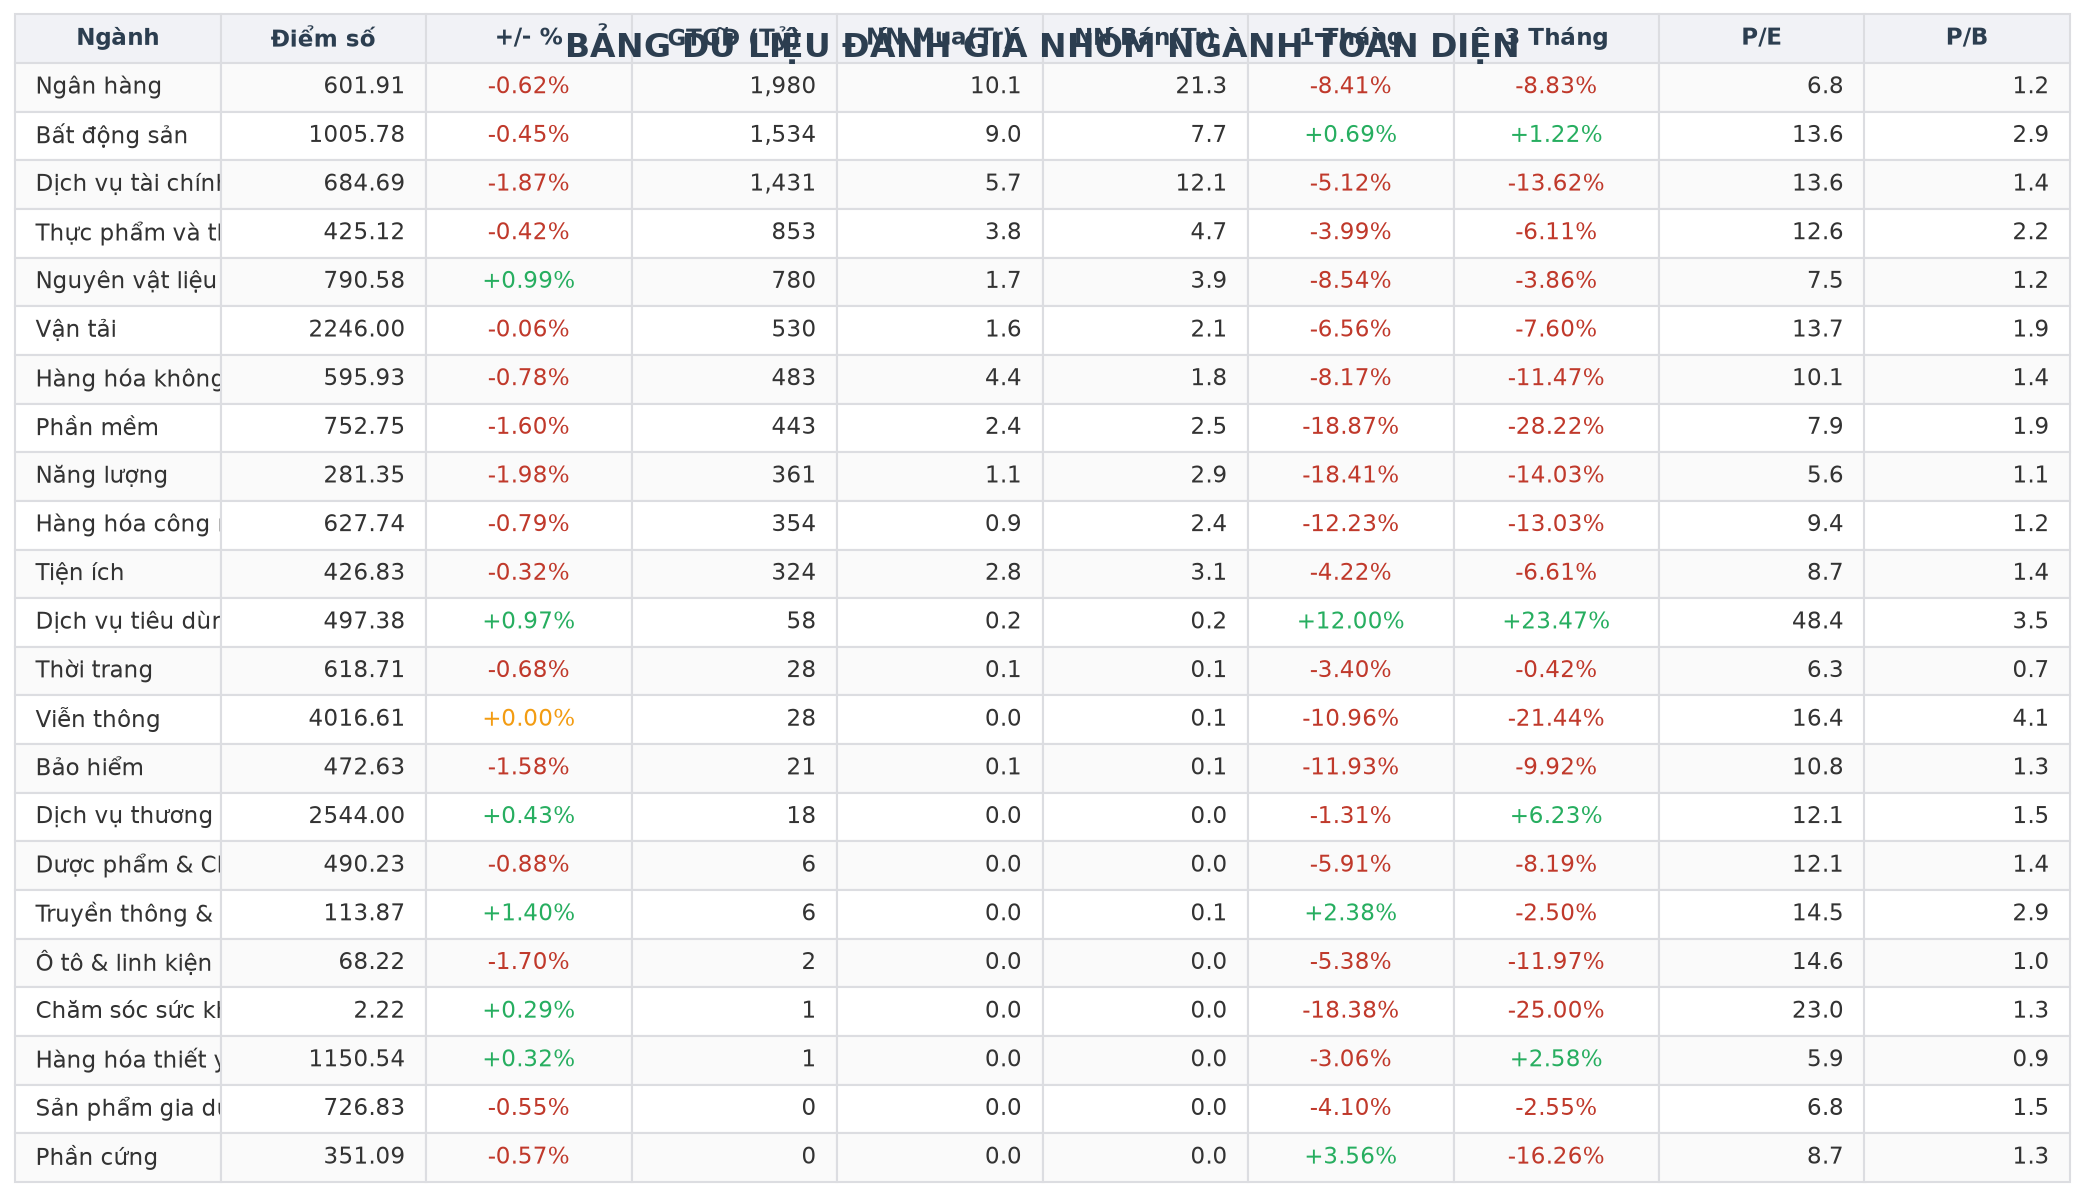 BẢNG DỮ LIỆU ĐÁNH GIÁ NHÓM NGÀNH TOÀN DIỆN
Ngành Điểm số +/- % GTGD (Tỷ) NN Mua(Tr) NN Bán(Tr) 1 Tháng 3 Tháng P/E P/B
Ngân hàng 601.91 -0.62% 1,980 10.1 21.3 -8.41% -8.83% 6.8 1.2
Bất động sản 1005.78 -0.45% 1,534 9.0 7.7 +0.69% +1.22% 13.6 2.9
Dịch vụ tài chính 684.69 -1.87% 1,431 5.7 12.1 -5.12% -13.62% 13.6 1.4
Thực phẩm và th 425.12 -0.42% 853 3.8 4.7 -3.99% -6.11% 12.6 2.2
Nguyên vật liệu 790.58 +0.99% 780 1.7 3.9 -8.54% -3.86% 7.5 1.2
Vận tải 2246.00 -0.06% 530 1.6 2.1 -6.56% -7.60% 13.7 1.9
Hàng hóa không 595.93 -0.78% 483 4.4 1.8 -8.17% -11.47% 10.1 1.4
Phần mềm 752.75 -1.60% 443 2.4 2.5 -18.87% -28.22% 7.9 1.9
Năng lượng 281.35 -1.98% 361 1.1 2.9 -18.41% -14.03% 5.6 1.1
Hàng hóa công 627.74 -0.79% 354 0.9 2.4 -12.23% -13.03% 9.4 1.2
Tiện ích 426.83 -0.32% 324 2.8 3.1 -4.22% -6.61% 8.7 1.4
Dịch vụ tiêu dùn 497.38 +0.97% 58 0.2 0.2 +12.00% +23.47% 48.4 3.5
Thời trang 618.71 -0.68% 28 0.1 0.1 -3.40% -0.42% 6.3 0.7
Viễn thông 4016.61 +0.00% 28 0.0 0.1 -10.96% -21.44% 16.4 4.1
Bảo hiểm 472.63 -1.58% 21 0.1 0.1 -11.93% -9.92% 10.8 1.3
Dịch vụ thương 2544.00 +0.43% 18 0.0 0.0 -1.31% +6.23% 12.1 1.5
Dược phẩm & Ch 490.23 -0.88% 6 0.0 0.0 -5.91% -8.19% 12.1 1.4
Truyền thông & 113.87 +1.40% 6 0.0 0.1 +2.38% -2.50% 14.5 2.9
Ô tô & linh kiện 68.22 -1.70% 2 0.0 0.0 -5.38% -11.97% 14.6 1.0
Chăm sóc sức kh 2.22 +0.29% 1 0.0 0.0 -18.38% -25.00% 23.0 1.3
Hàng hóa thiết y 1150.54 +0.32% 1 0.0 0.0 -3.06% +2.58% 5.9 0.9
Sản phẩm gia dụ 726.83 -0.55% 0 0.0 0.0 -4.10% -2.55% 6.8 1.5
Phần cứng 351.09 -0.57% 0 0.0 0.0 +3.56% -16.26% 8.7 1.3